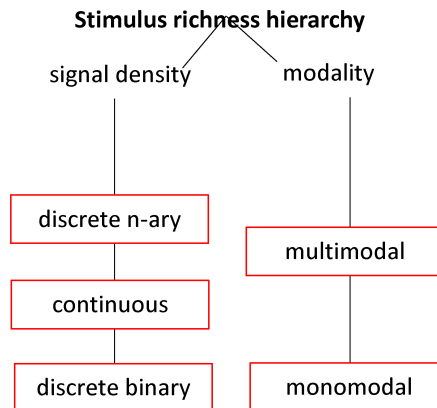 Stimulus richness hierarchy
signal density
modality
discrete n-ary
multimodal
continuous
discrete binary
monomodal